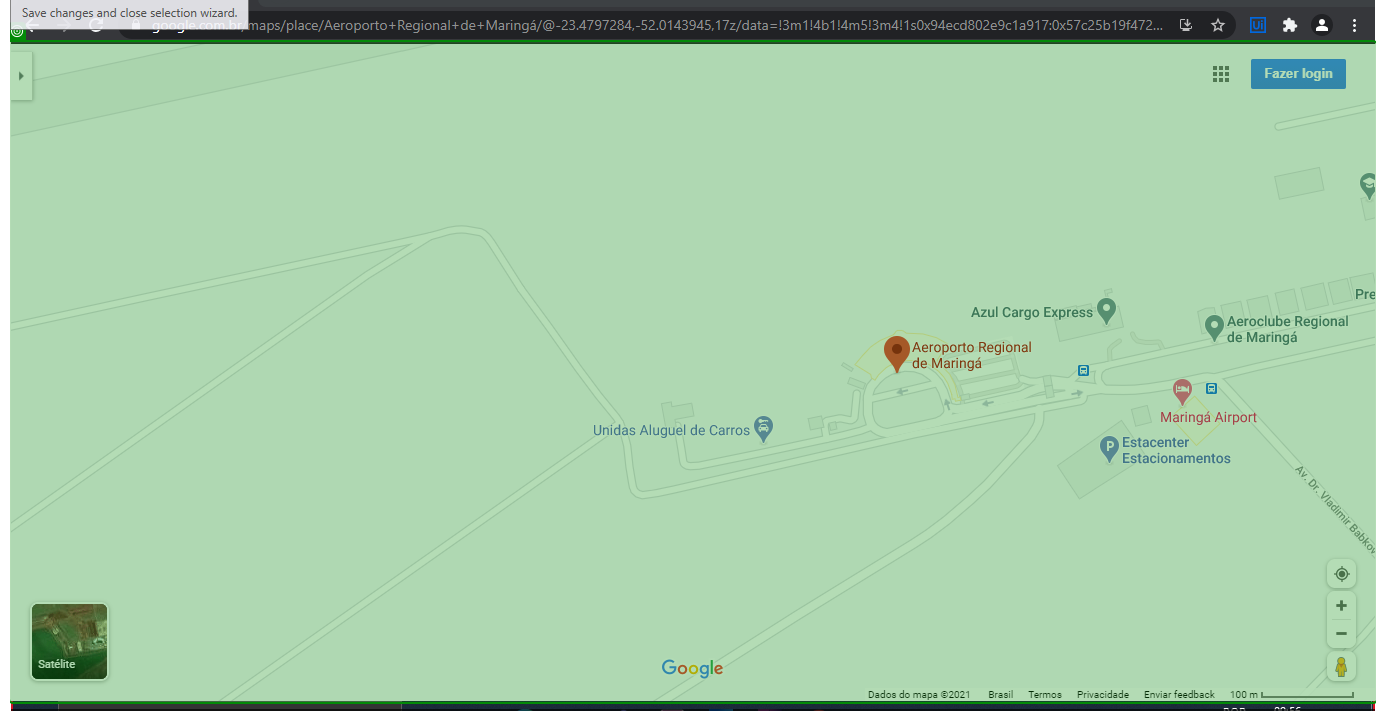 Save changes and close selection wizard.
google.com.br/maps/place/Aeroporto+Regional+de+Maringá/@-23.4797284,-52.0143945,17z/data=!3m1!4b1!4m5!3m4!1s0x94ecd802e9c1a917:0x57c25b19f472...
Ui
Fazer login
Pre
Azul Cargo Express
Aeroclube Regional
de Maringá
Aeroporto Regional
de Maringá
Maringá Airport
Unidas Aluguel de Carros
P
Estacenter
Estacionamentos
Av. Dr. Vladimir Babkov
Satélite
Google
Dados do mapa ©2021 Brasil Termos Privacidade Enviar feedback 100 m